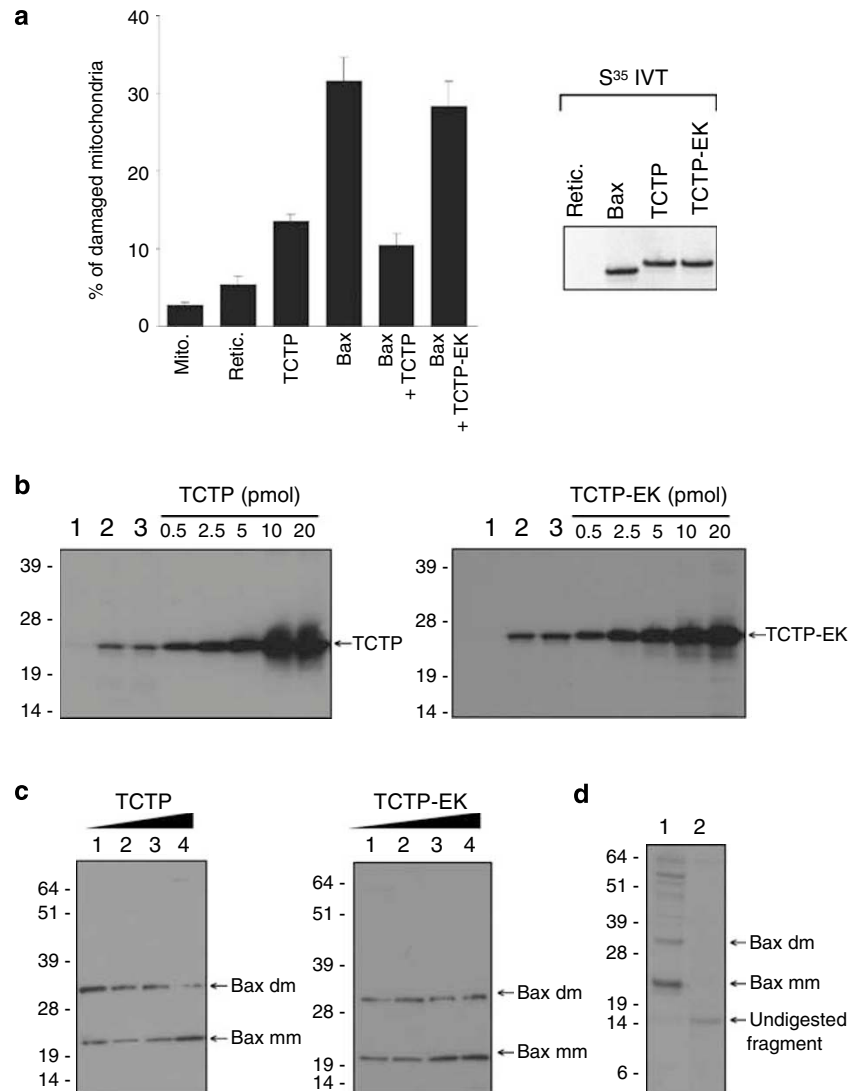 a
40
30
20
10
0
% of damaged mitochondria
Mito.
Retic.
TCTP
Bax
Bax
+ TCTP
Bax
+ TCTP-EK
S35 IVT
Retic.
Bax
TCTP
TCTP-EK
b
TCTP (pmol)
1 2 3 0.5 2.5 5 10 20
39 -
28 -
19 -
14 -
←TCTP
TCTP-EK (pmol)
1 2 3 0.5 2.5 5 10 20
39 -
28 -
19 -
14 -
←TCTP-EK
c
TCTP
1 2 3 4
64 -
51 -
39 -
28 -
19 -
14 -
←Bax dm
←Bax mm
TCTP-EK
1 2 3 4
64 -
51 -
39 -
28 -
19 -
14 -
←Bax dm
←Bax mm
d
1 2
64 -
51 -
39 -
28 -
19 -
14 -
6 -
←Bax dm
←Bax mm
←Undigested
fragment